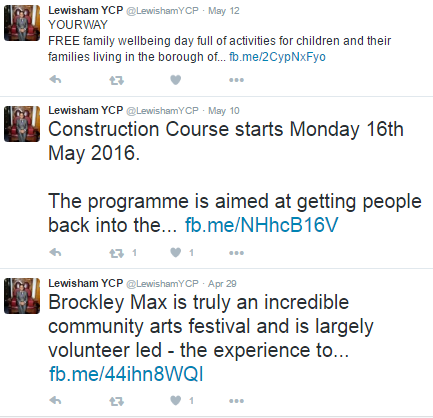 Lewisham YCP @LewishamYCP · May 12
YOURWAY
FREE family wellbeing day full of activities for children and their
families living in the borough of... fb.me/2CypNxFyo
Lewisham YCP @LewishamYCP · May 10
Construction Course starts Monday 16th
May 2016.
The programme is aimed at getting people
back into the... fb.me/NHhcB16V
1 1
Lewisham YCP @LewishamYCP · Apr 29
Brockley Max is truly an incredible
community arts festival and is largely
volunteer led - the experience to...
fb.me/44ihn8WQl
1